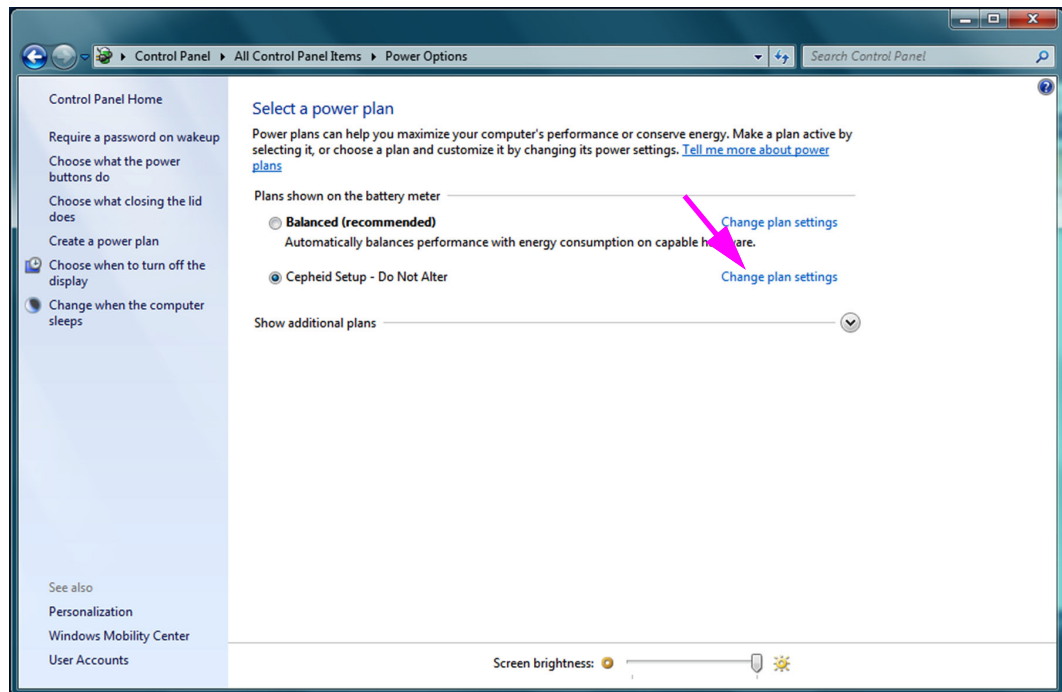 Control Panel
All Control Panel Items
Power Options
Search Control Panel
Control Panel Home
Require a password on wakeup
Choose what the power
buttons do
Choose what closing the lid
does
Create a power plan
Choose when to turn off the
display
Change when the computer
sleeps
See also
Personalization
Windows Mobility Center
User Accounts
Select a power plan
Power plans can help you maximize your computer's performance or conserve energy. Make a plan active by
selecting it, or choose a plan and customize it by changing its power settings. Tell me more about power
plans
Plans shown on the battery meter
Balanced (recommended) Change plan settings
Automatically balances performance with energy consumption on capable hardware.
Cepheid Setup - Do Not Alter Change plan settings
Show additional plans
Screen brightness: